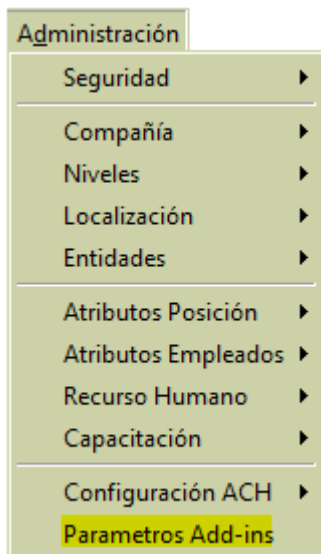 Administración
Seguridad
Compañía
Niveles
Localización
Entidades
Atributos Posición
Atributos Empleados
Recurso Humano
Capacitación
Configuración ACH
Parametros Add-ins